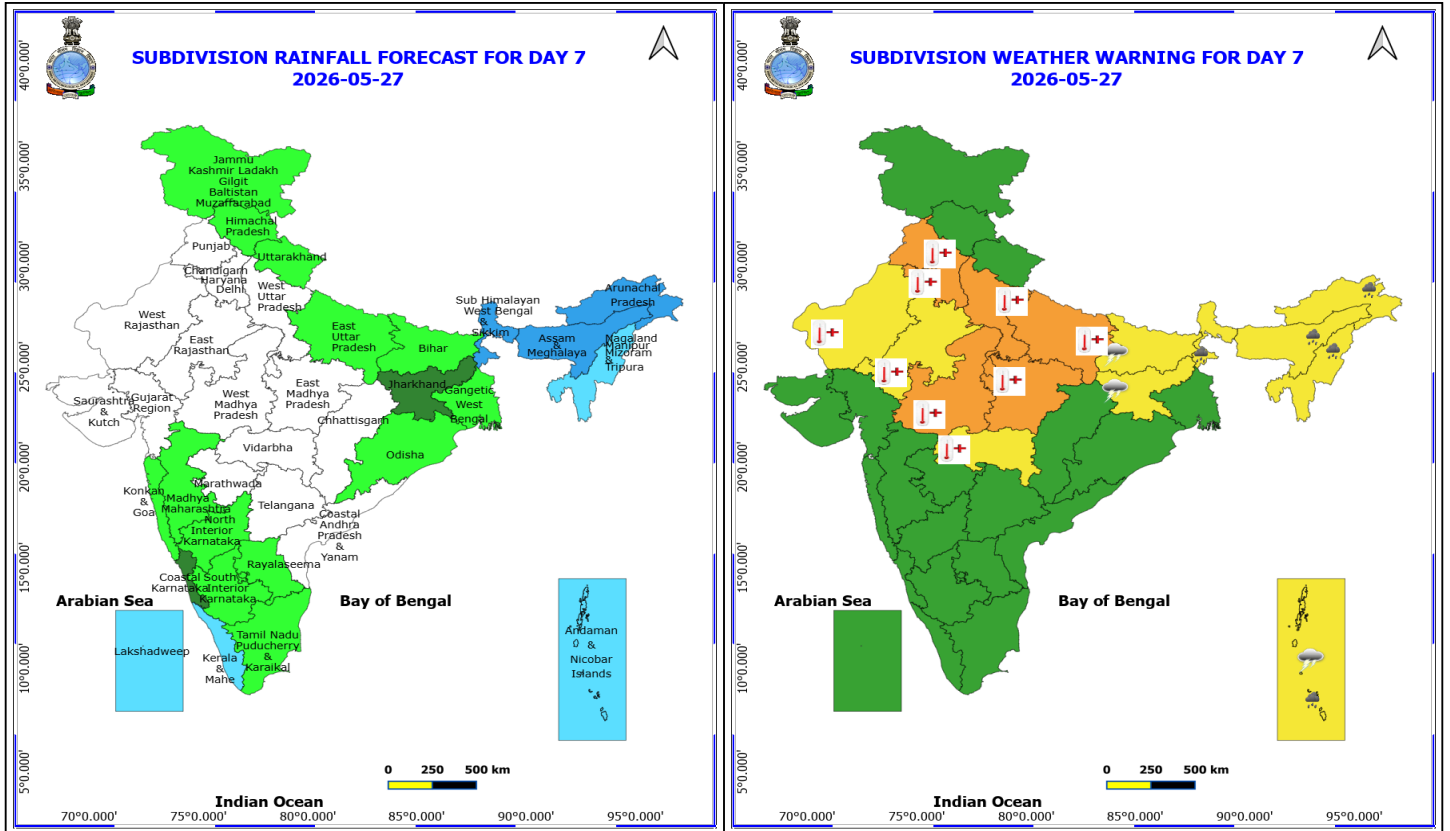 SUBDIVISION RAINFALL FORECAST FOR DAY 7
2026-05-27
40°0.000'
35°0.000'
30°0.000'
25°0.000'
20°0.000'
15°0.000'
10°0.000'
5°0.000'
Jammu
Kashmir Ladakh
Gilgit
Baltistan
Muzaffarabad
Himachal
Pradesh
Punjab
Uttarakhand
Chandigarh
Haryana
Delhi
West
Uttar
Pradesh
West
Rajasthan
East
Rajasthan
East
Uttar
Pradesh
Bihar
Sub Himalayan
West Bengal
&
Sikkim
Arunachal
Pradesh
Assam
&
Meghalaya
Nagaland
Manipur
Mizoram
&
Tripura
Jharkhand
Gangetic
West
Bengal
Saurashtra
&
Kutch
Gujarat
Region
West
Madhya
Pradesh
East
Madhya
Pradesh
Chhattisgarh
Vidarbha
Odisha
Konkan
&
Goa
Madhya
Maharashtra
Marathwada
Telangana
North
Interior
Karnataka
Coastal
Andhra
Pradesh
&
Yanam
Rayalaseema
Coastal
Karnataka
South
Interior
Karnataka
Tamil Nadu
Puducherry
&
Karaikal
Kerala
&
Mahe
Lakshadweep
Andaman
&
Nicobar
Islands
Arabian Sea
Bay of Bengal
Indian Ocean
0 250 500 km
70°0.000' 75°0.000' 80°0.000' 85°0.000' 90°0.000' 95°0.000'
SUBDIVISION WEATHER WARNING FOR DAY 7
2026-05-27
40°0.000'
35°0.000'
30°0.000'
25°0.000'
20°0.000'
15°0.000'
10°0.000'
5°0.000'
Arabian Sea
Bay of Bengal
Indian Ocean
0 250 500 km
70°0.000' 75°0.000' 80°0.000' 85°0.000' 90°0.000' 95°0.000'